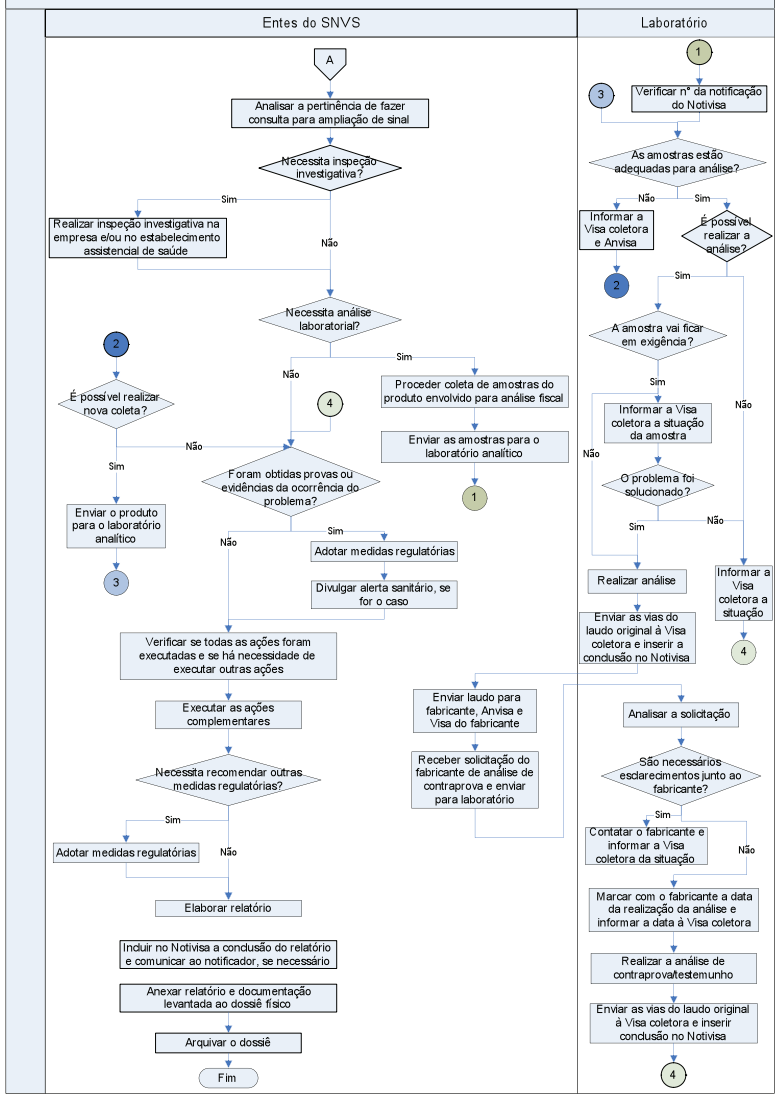 Entes do SNVS
Laboratório
A
Analisar a pertinência de fazer
consulta para ampliação de sinal
Necessita inspeção
investigativa?
Sim
Realizar inspeção investigativa na
empresa e/ou no estabelecimento
assistencial de saúde
Não
Necessita análise
laboratorial?
Sim
Não
Proceder coleta de amostras do
produto envolvido para análise fiscal
Enviar as amostras para o
laboratório analítico
1
2
É possível realizar
nova coleta?
Não
Sim
Enviar o produto
para o laboratório
analítico
3
4
Foram obtidas provas ou
evidências da ocorrência do
problema?
Sim
Não
Adotar medidas regulatórias
Divulgar alerta sanitário, se
for o caso
Verificar se todas as ações foram
executadas e se há necessidade de
executar outras ações
Executar as ações
complementares
Necessita recomendar outras
medidas regulatórias?
Sim
Adotar medidas regulatórias
Não
Elaborar relatório
Incluir no Notivisa a conclusão do relatório
e comunicar ao notificador, se necessário
Anexar relatório e documentação
levantada ao dossiê físico
Arquivar o dossiê
Fim
Enviar laudo para
fabricante, Anvisa e
Visa do fabricante
Receber solicitação do
fabricante de análise de
contraprova e enviar
para laboratório
1
3
Verificar n° da notificação
do Notivisa
As amostras estão
adequadas para análise?
Não
Sim
Informar a
Visa coletora
e Anvisa
2
É possível
realizar a
análise?
Sim
Não
A amostra vai ficar
em exigência?
Sim
Não
Informar a Visa
coletora a situação
da amostra
O problema foi
solucionado?
Sim
Não
Realizar análise
Informar a
Visa
coletora a
situação
4
Enviar as vias do
laudo original à Visa
coletora e inserir a
conclusão no Notivisa
Analisar a solicitação
São necessários
esclarecimentos junto ao
fabricante?
Sim
Contatar o fabricante e
informar a Visa
coletora da situação
Não
Marcar com o fabricante a data
da realização da análise e
informar a data à Visa coletora
Realizar a análise de
contraprova/testemunho
Enviar as vias do laudo original
à Visa coletora e inserir
conclusão no Notivisa
4